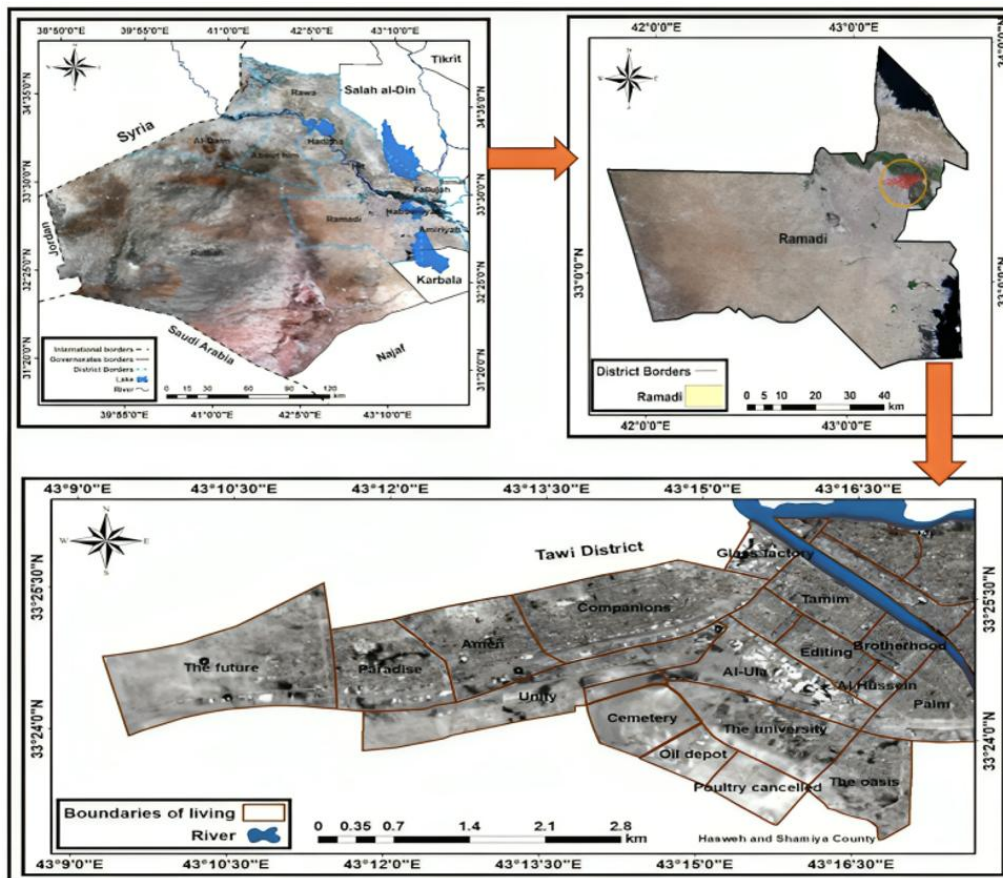 38°50'0"E 39°55'0"E 41°0'0"E 42°5'0"E 43°10'0"E
34°35'0"N
33°30'0"N
32°25'0"N
31°20'0"N
34°35'0"N
33°30'0"N
32°25'0"N
31°20'0"N
Tikrit
Salah al-Din
Rawa
Syria
Haditha
Hit
Fallujah
Ramadi
Amiriyah
Jordan
Karbala
Saudi Arabia
Najaf
International borders
Governorates borders
District Borders
Lake
River
0 15 30 60 90 120
km
39°55'0"E 41°0'0"E 42°5'0"E 43°10'0"E
42°0'0"E 43°0'0"E
34°0'0"N
33°0'0"N
33°0'0"N
Ramadi
District Borders
Ramadi
0 5 10 20 30 40
km
42°0'0"E 43°0'0"E
43°9'0"E 43°10'30"E 43°12'0"E 43°13'30"E 43°15'0"E 43°16'30"E
N
W E
S
33°25'30"N
33°24'0"N
33°25'30"N
33°24'0"N
Tawi District
Glass factory
Companions
Tamim
Amen
Editing
Brotherhood
The future
Paradise
Al-Ula
Al Hussein
Unity
Palm
Cemetery
The university
Oil depot
Poultry cancelled
The oasis
Boundaries of living
River
0 0.35 0.7 1.4 2.1 2.8
km
Hasweh and Shamiya County
43°9'0"E 43°10'30"E 43°12'0"E 43°13'30"E 43°15'0"E 43°16'30"E